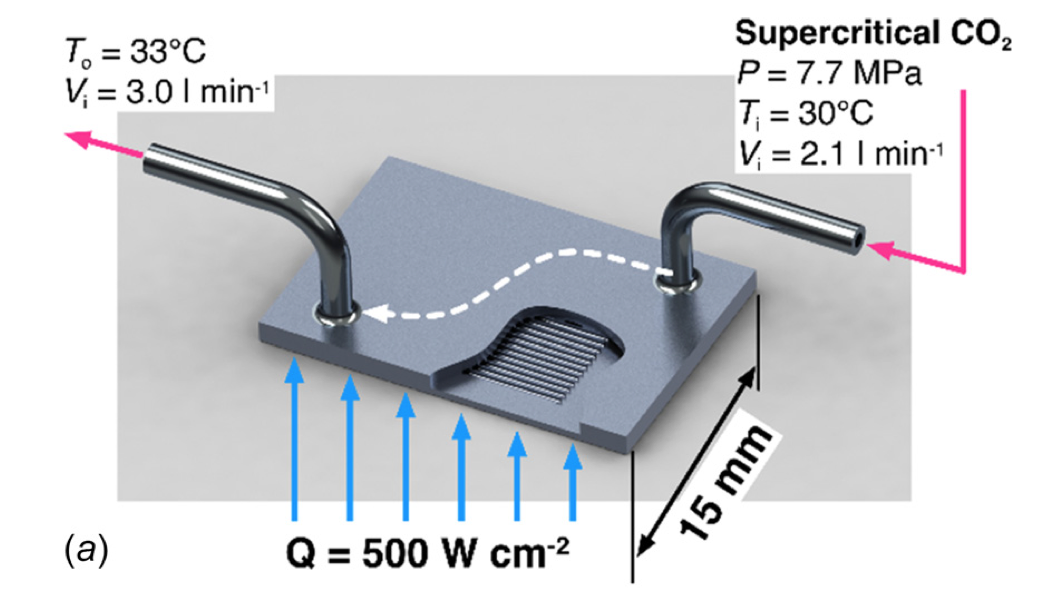 T₀ = 33°C
Vᵢ = 3.0 l min⁻¹
Supercritical CO₂
P = 7.7 MPa
Tᵢ = 30°C
Vᵢ = 2.1 l min⁻¹
15 mm
Q = 500 W cm⁻²
(a)